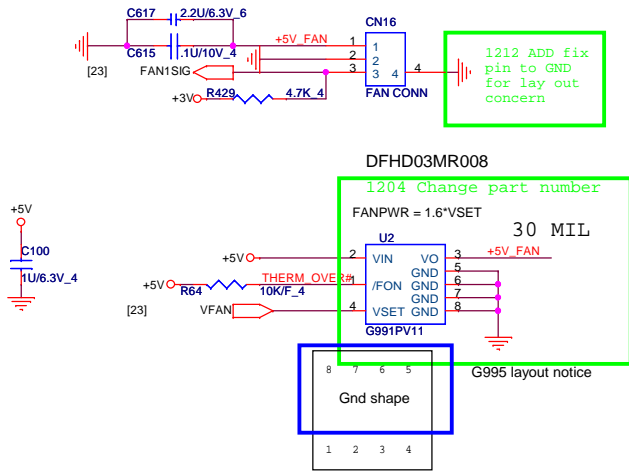 C617
2.2U/6.3V_6
CN16
+5V_FAN
1
1
2
2
C615
.1U/10V_4
[23]
FAN1SIG
3
3
4
4
+3V
R429
4.7K_4
FAN CONN
1212 ADD fix
pin to GND
for lay out
concern
DFHD03MR008
1204 Change part number
FANPWR = 1.6*VSET
30 MIL
+5V
U2
C100
1U/6.3V_4
+5V
2
VIN
VO
3
+5V_FAN
GND
5
+5V
R64
THERM_OVER#
10K/F_4
1
/FON
GND
6
GND
7
[23]
VFAN
4
VSET
GND
8
G991PV11
G995 layout notice
8
7
6
5
Gnd shape
1
2
3
4